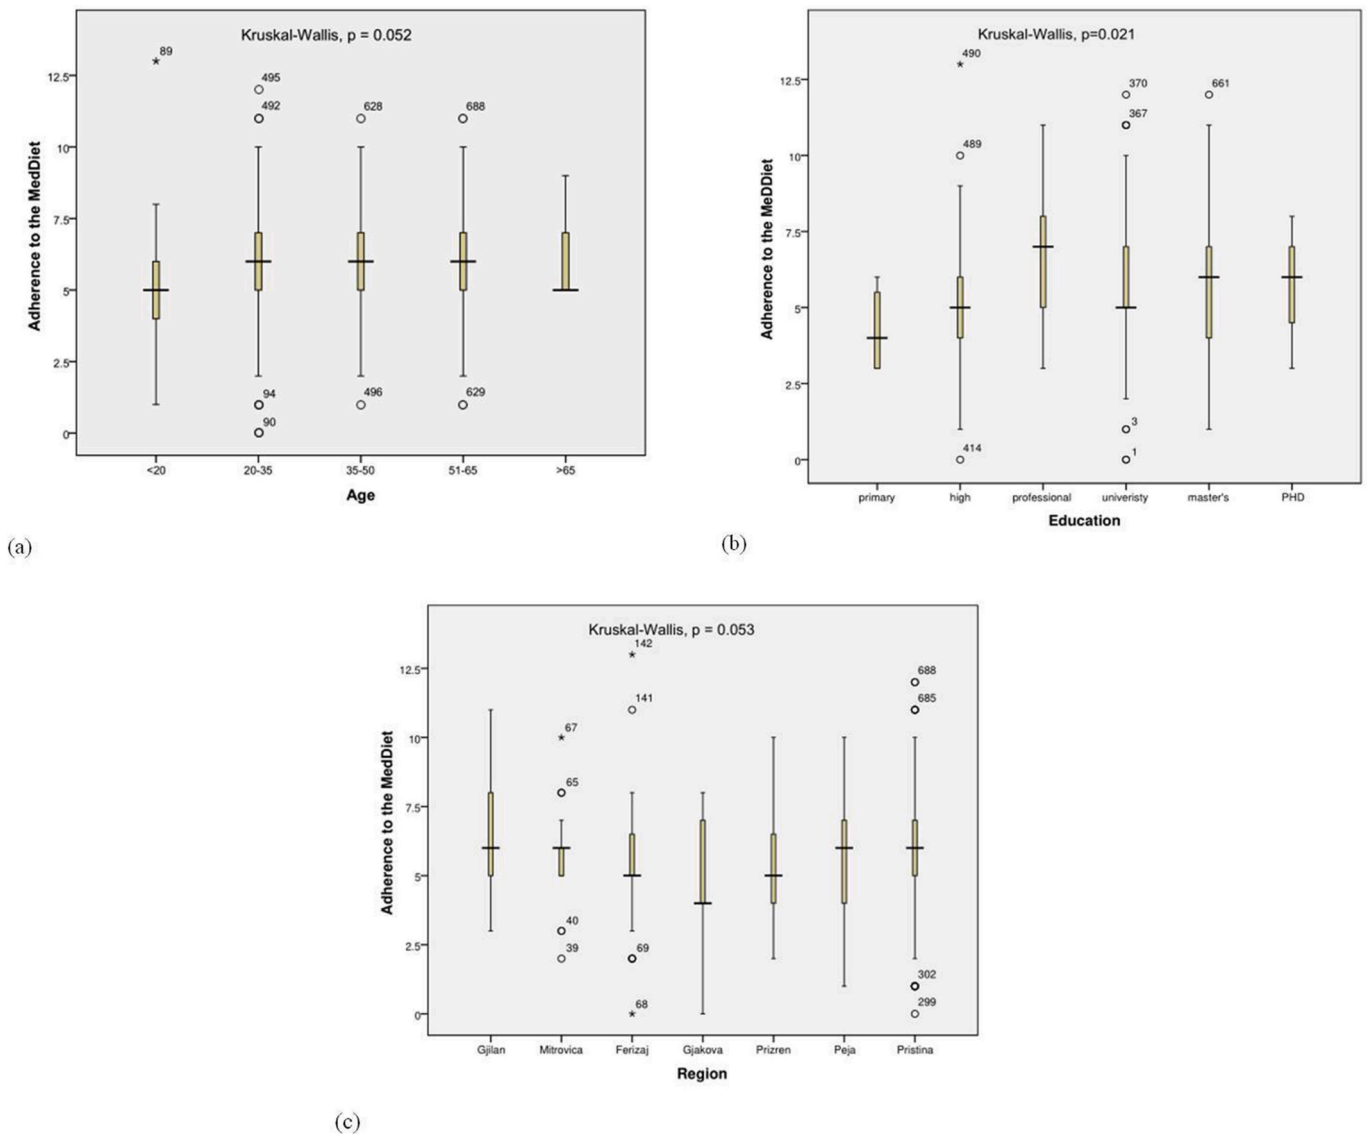 Kruskal-Wallis, p = 0.052
Adherence to the MedDiet
12.5
10
7.5
5
2.5
0
89
495
492
94
90
628
496
688
629
<20
20-35
35-50
51-65
>65
Age
(a)
Kruskal-Wallis, p=0.021
Adherence to the MeDDiet
12.5
10
7.5
5
2.5
0
490
489
414
370
367
3
1
661
primary
high
professional
univeristy
master's
PHD
Education
(b)
Kruskal-Wallis, p = 0.053
Adherence to the MedDiet
12.5
10
7.5
5
2.5
0
67
65
40
39
142
141
69
68
688
685
302
299
Gjilan
Mitrovica
Ferizaj
Gjakova
Prizren
Peja
Pristina
Region
(c)